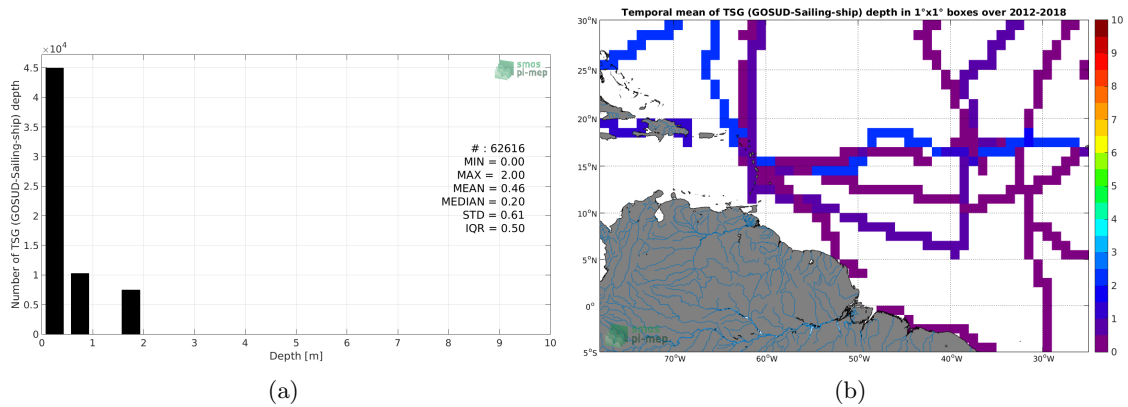 ×10⁴
4.5
4
3.5
3
2.5
2
1.5
1
0.5
0
Number of TSG (GOSUD-Sailing-ship) depth
smos
pi-mep
# : 62616
MIN = 0.00
MAX = 2.00
MEAN = 0.46
MEDIAN = 0.20
STD = 0.61
IQR = 0.50
0 1 2 3 4 5 6 7 8 9 10
Depth [m]
(a)
Temporal mean of TSG (GOSUD-Sailing-ship) depth in 1°x1° boxes over 2012-2018
30°N
25°N
20°N
15°N
10°N
5°N
0°
5°S
smos
pi-mep
70°W 60°W 50°W 40°W 30°W
10
9
8
7
6
5
4
3
2
1
0
(b)